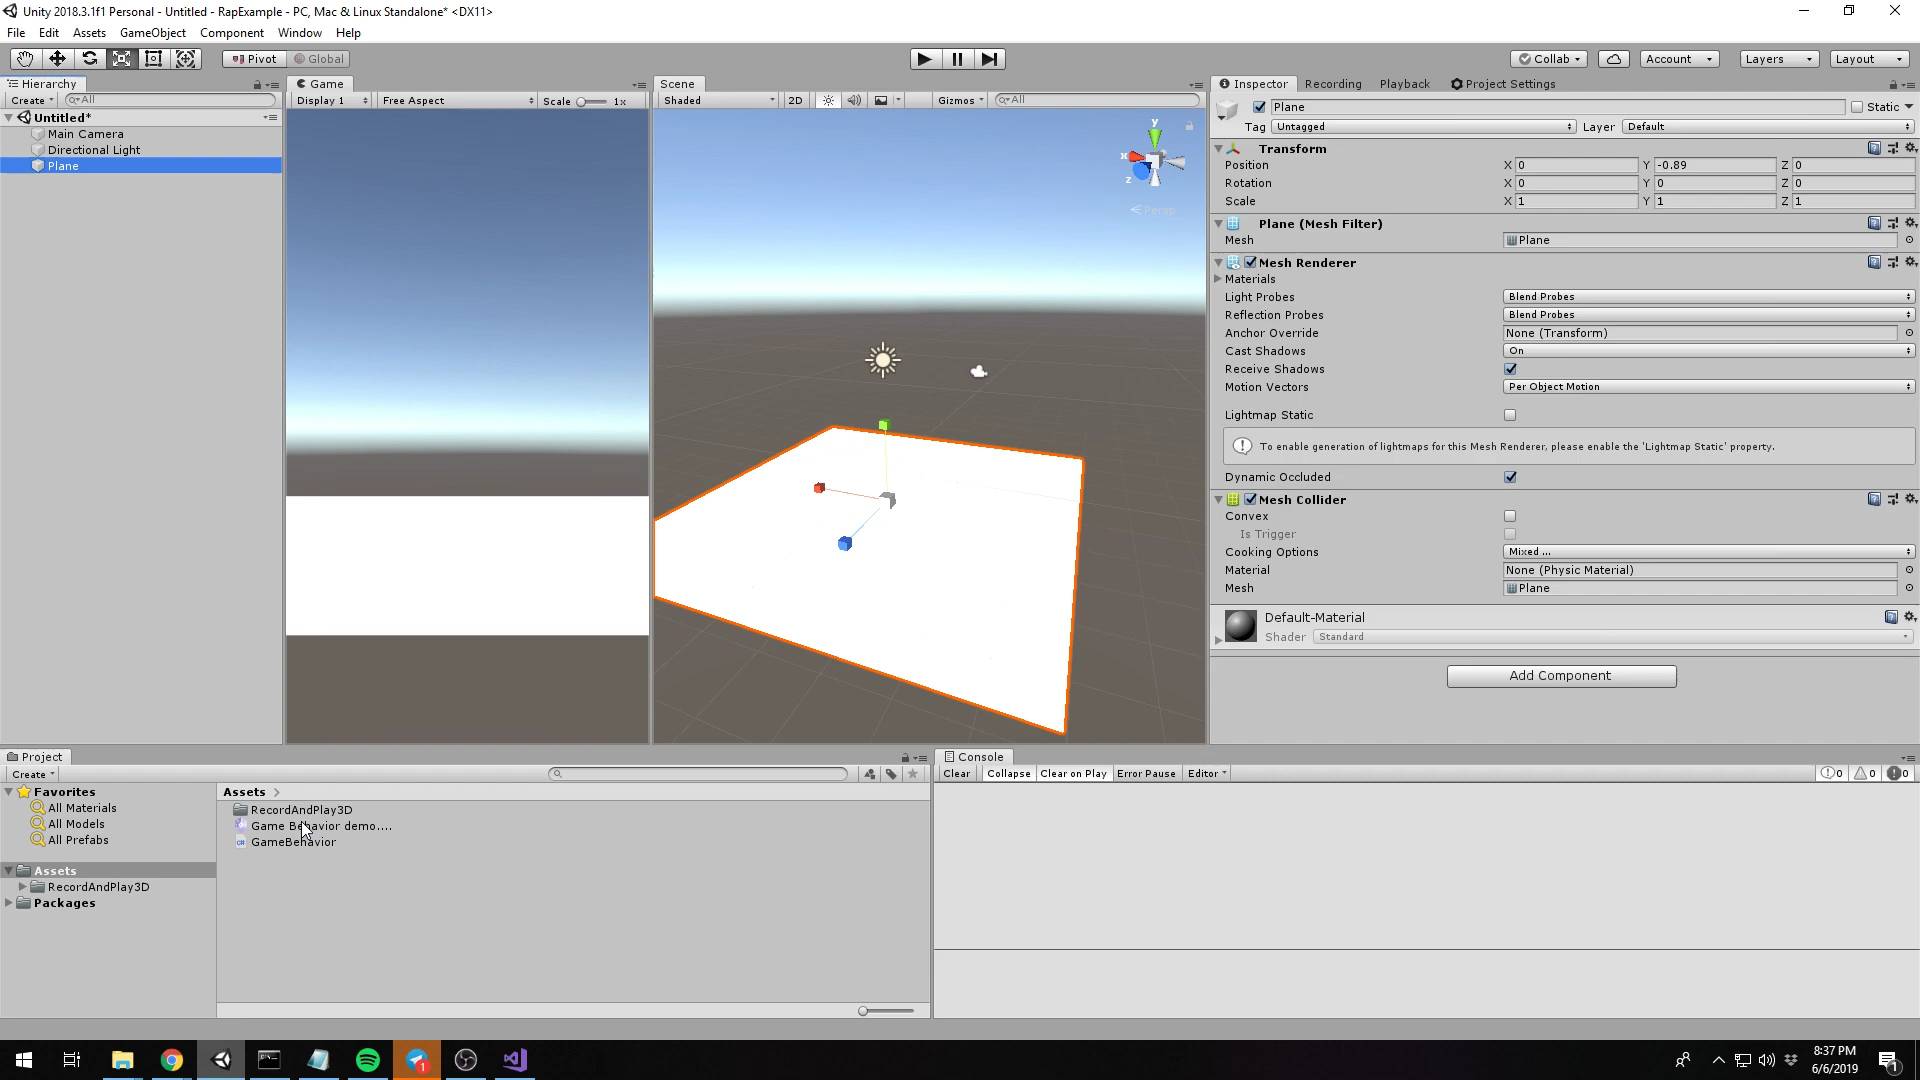 Unity 2018.3.1f1 Personal - Untitled - RapExample - PC, Mac & Linux Standalone* <DX11>
File Edit Assets GameObject Component Window Help
Pivot Global Collab Account Layers Layout
Hierarchy
Create All
Untitled*
Main Camera
Directional Light
Plane
Game
Display 1 Free Aspect Scale 1x
Scene
Shaded 2D Gizmos All
y
x
z
Persp
Inspector Recording Playback Project Settings
Plane Static
Tag Untagged Layer Default
Transform
Position X 0 Y -0.89 Z 0
Rotation X 0 Y 0 Z 0
Scale X 1 Y 1 Z 1
Plane (Mesh Filter)
Mesh Plane
Mesh Renderer
Materials
Light Probes Blend Probes
Reflection Probes Blend Probes
Anchor Override None (Transform)
Cast Shadows On
Receive Shadows
Motion Vectors Per Object Motion
Lightmap Static
To enable generation of lightmaps for this Mesh Renderer, please enable the 'Lightmap Static' property.
Dynamic Occluded
Mesh Collider
Convex
Is Trigger
Cooking Options Mixed ...
Material None (Physic Material)
Mesh Plane
Default-Material
Shader Standard
Add Component
Project
Create
Favorites
All Materials
All Models
All Prefabs
Assets
RecordAndPlay3D
Packages
Assets
RecordAndPlay3D
Game Behavior demo....
C# GameBehavior
Console
Clear Collapse Clear on Play Error Pause Editor 0 0 0
1
8:37 PM
6/6/2019
1